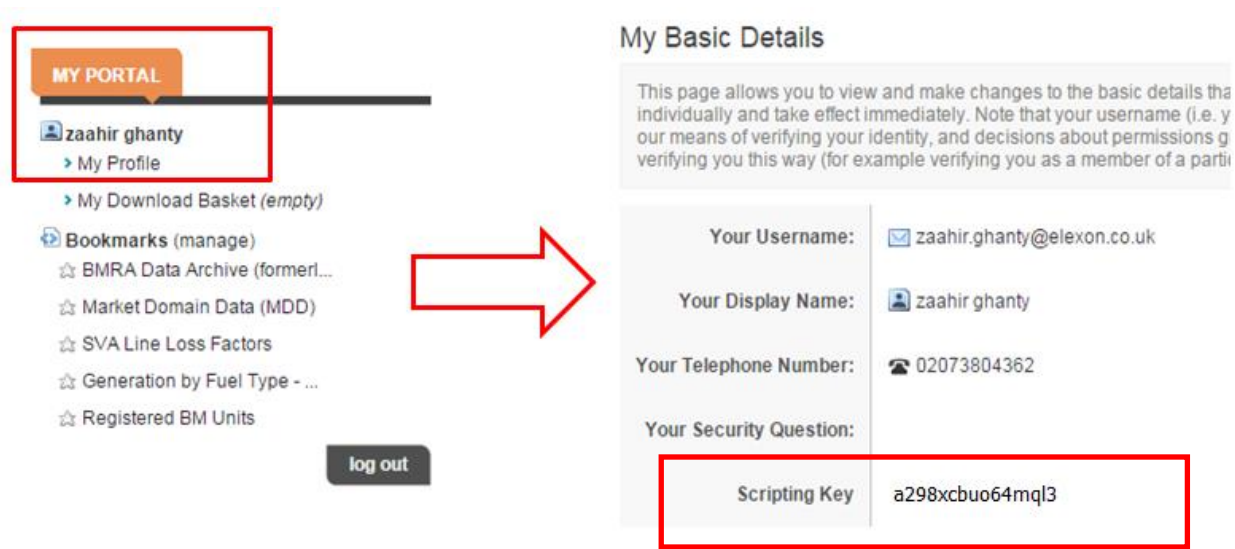 MY PORTAL
zaahir ghanty
My Profile
My Download Basket (empty)
Bookmarks (manage)
BMRA Data Archive (formerl...
Market Domain Data (MDD)
SVA Line Loss Factors
Generation by Fuel Type - ...
Registered BM Units
log out
My Basic Details
This page allows you to view and make changes to the basic details tha
individually and take effect immediately. Note that your username (i.e. y
our means of verifying your identity, and decisions about permissions g
verifying you this way (for example verifying you as a member of a parti
Your Username: zaahir.ghanty@elexon.co.uk
Your Display Name: zaahir ghanty
Your Telephone Number: 02073804362
Your Security Question:
Scripting Key a298xcbuo64mql3